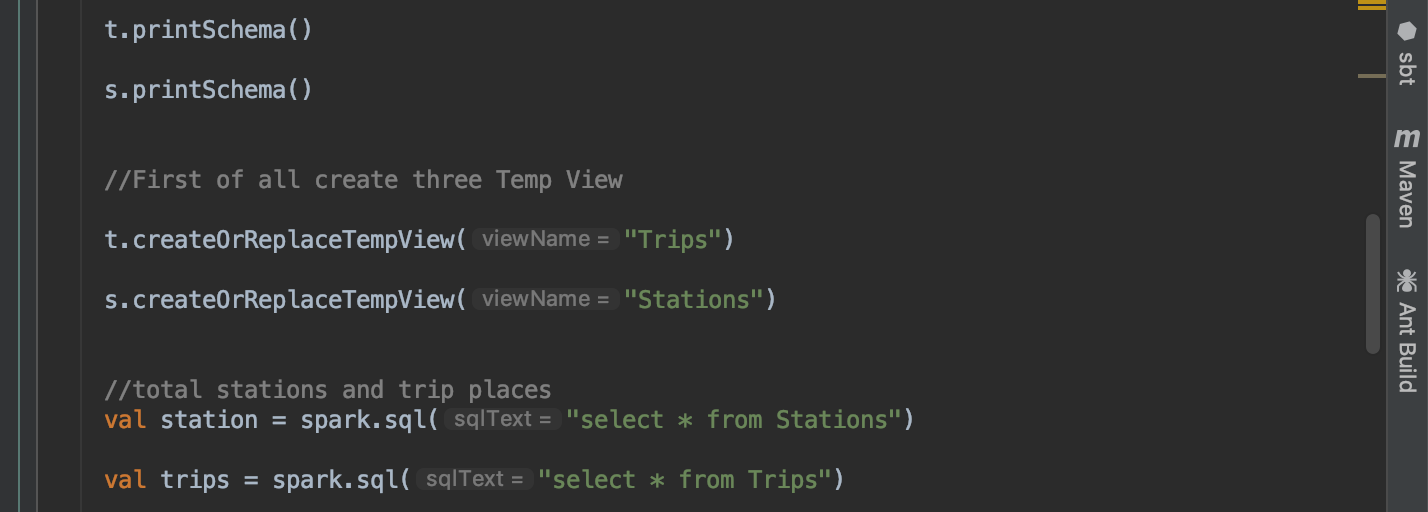 t.printSchema()
s.printSchema()
//First of all create three Temp View
t.createOrReplaceTempView( viewName = "Trips")
s.createOrReplaceTempView( viewName = "Stations")
//total stations and trip places
val station = spark.sql( sqlText = "select * from Stations")
val trips = spark.sql( sqlText = "select * from Trips")
sbt
m Maven
Ant Build